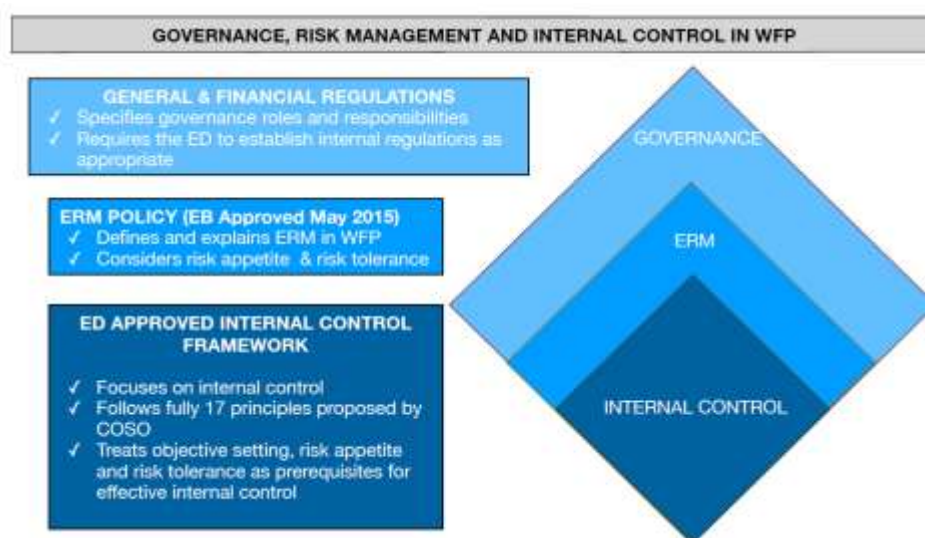 GOVERNANCE, RISK MANAGEMENT AND INTERNAL CONTROL IN WFP
GENERAL & FINANCIAL REGULATIONS
✓ Specifies governance roles and responsibilities
✓ Requires the ED to establish internal regulations as
appropriate
ERM POLICY (EB Approved May 2015)
✓ Defines and explains ERM in WFP
✓ Considers risk appetite & risk tolerance
ED APPROVED INTERNAL CONTROL
FRAMEWORK
✓ Focuses on internal control
✓ Follows fully 17 principles proposed by
COSO
✓ Treats objective setting, risk appetite
and risk tolerance as prerequisites for
effective internal control
GOVERNANCE
ERM
INTERNAL CONTROL